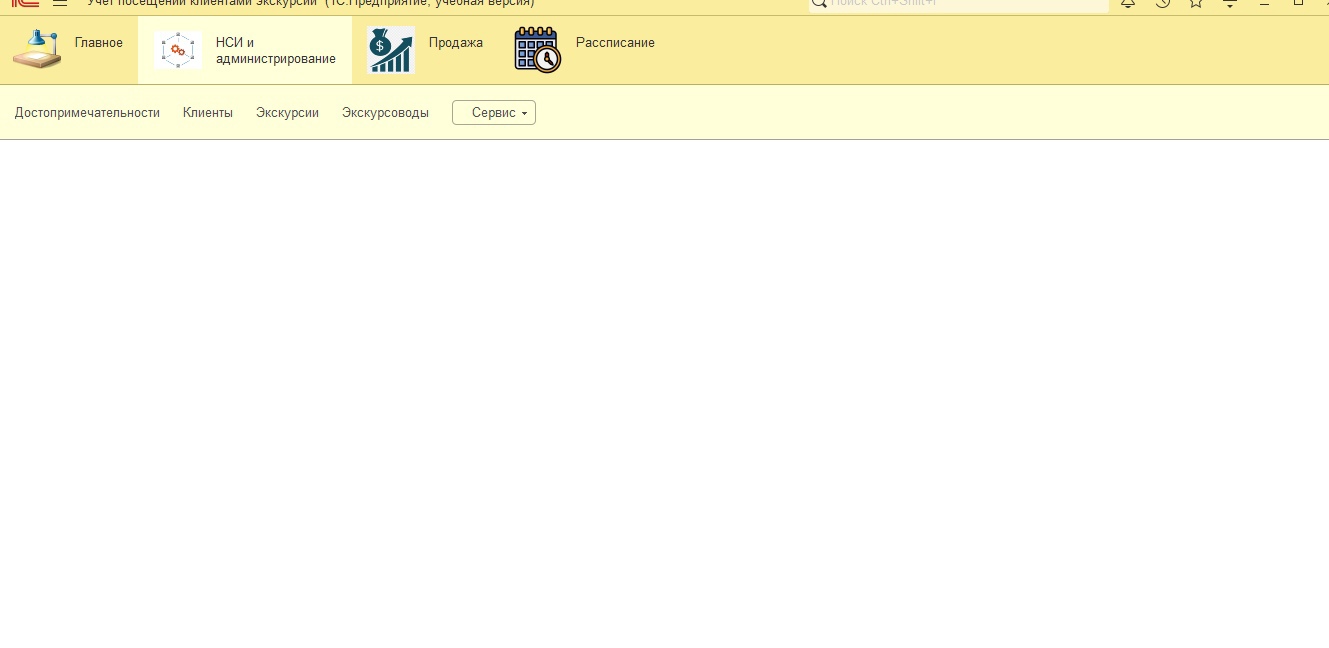 Учет посещений клиентами экскурсий (1С:Предприятие, учебная версия)
Поиск Ctrl+Shift+F
Главное
НСИ и
администрирование
Продажа
Рассписание
Достопримечательности
Клиенты
Экскурсии
Экскурсоводы
Сервис